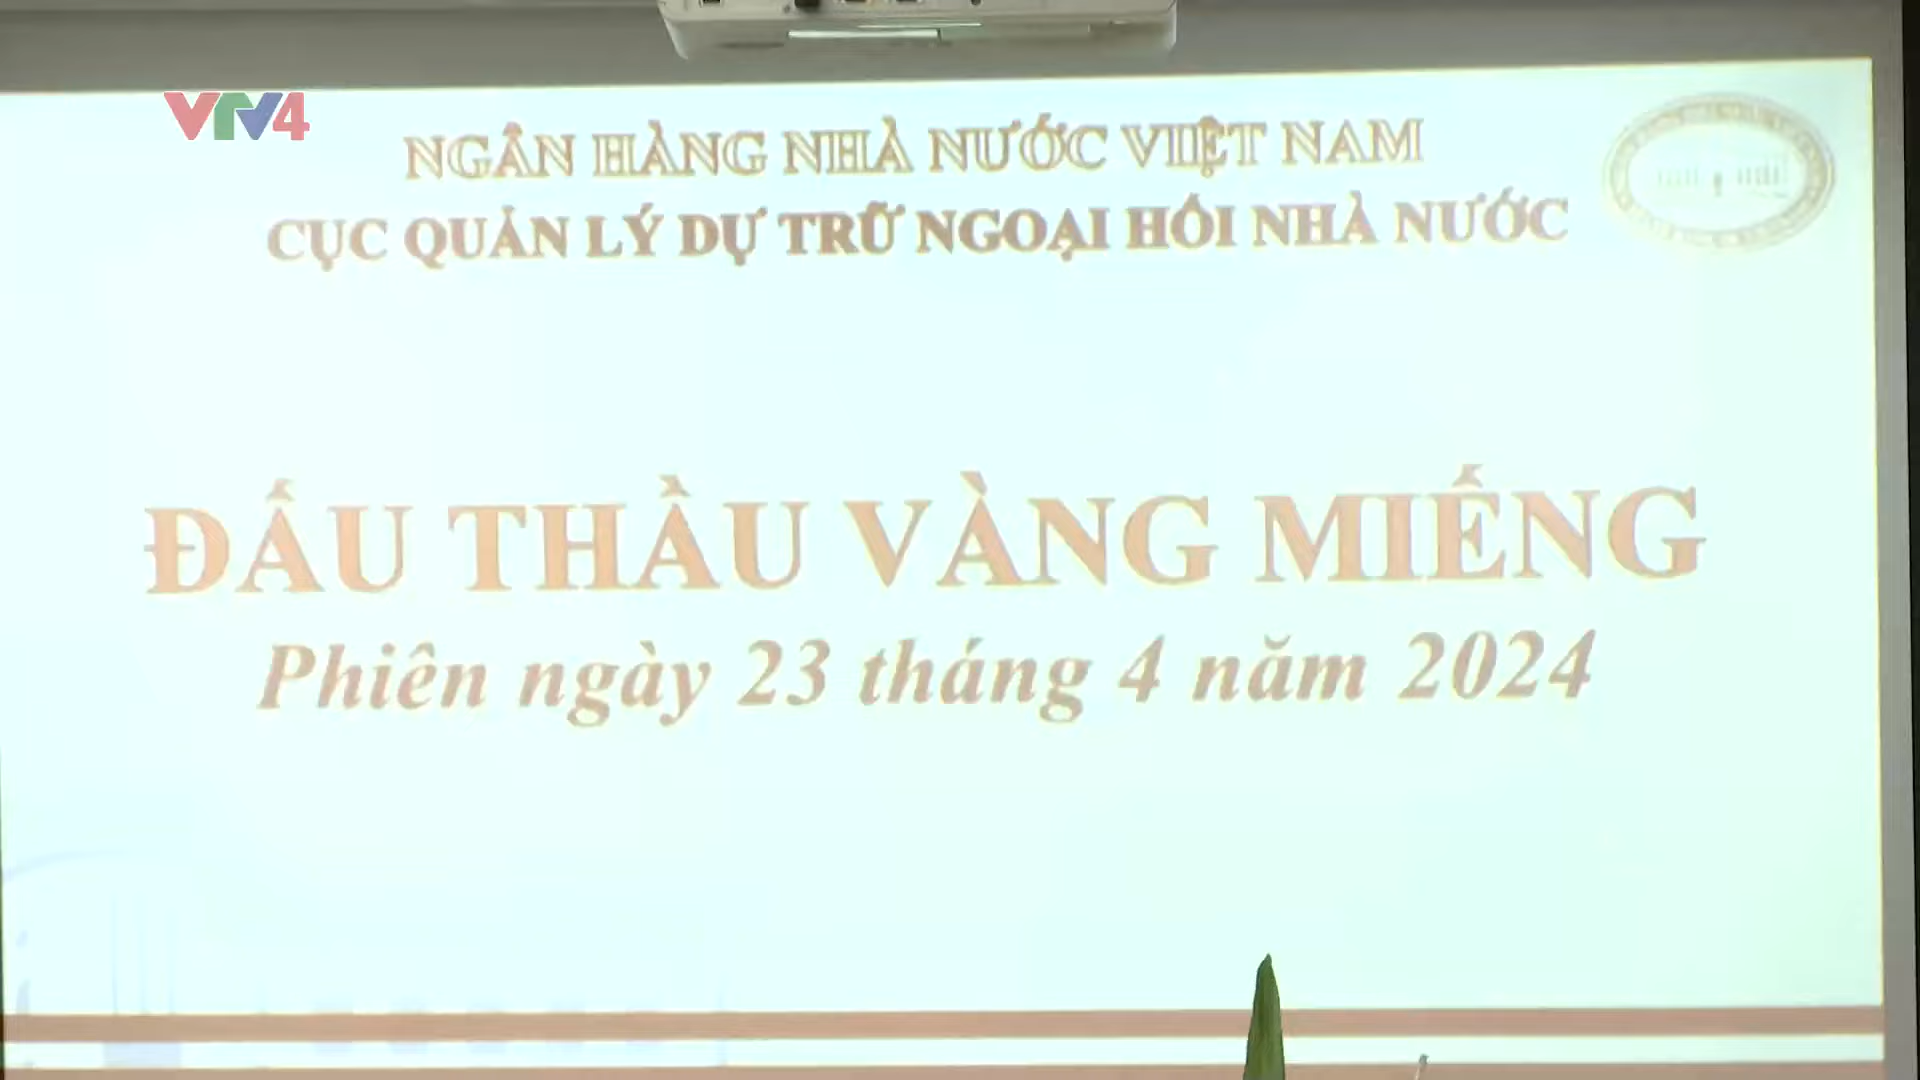 VTV4
NGÂN HÀNG NHÀ NƯỚC VIỆT NAM
CỤC QUẢN LÝ DỰ TRỮ NGOẠI HỐI NHÀ NƯỚC
ĐẤU THẦU VÀNG MIẾNG
Phiên ngày 23 tháng 4 năm 2024